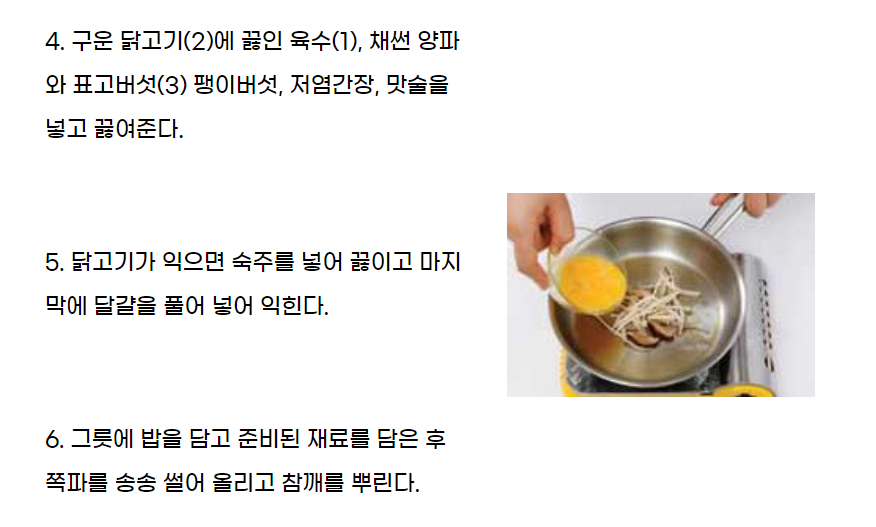 4. 구운 닭고기(2)에 끓인 육수(1), 채썬 양파
와 표고버섯(3) 팽이버섯, 저염간장, 맛술을
넣고 끓여준다.
5. 닭고기가 익으면 숙주를 넣어 끓이고 마지
막에 달걀을 풀어 넣어 익힌다.
6. 그릇에 밥을 담고 준비된 재료를 담은 후
쪽파를 송송 썰어 올리고 참깨를 뿌린다.